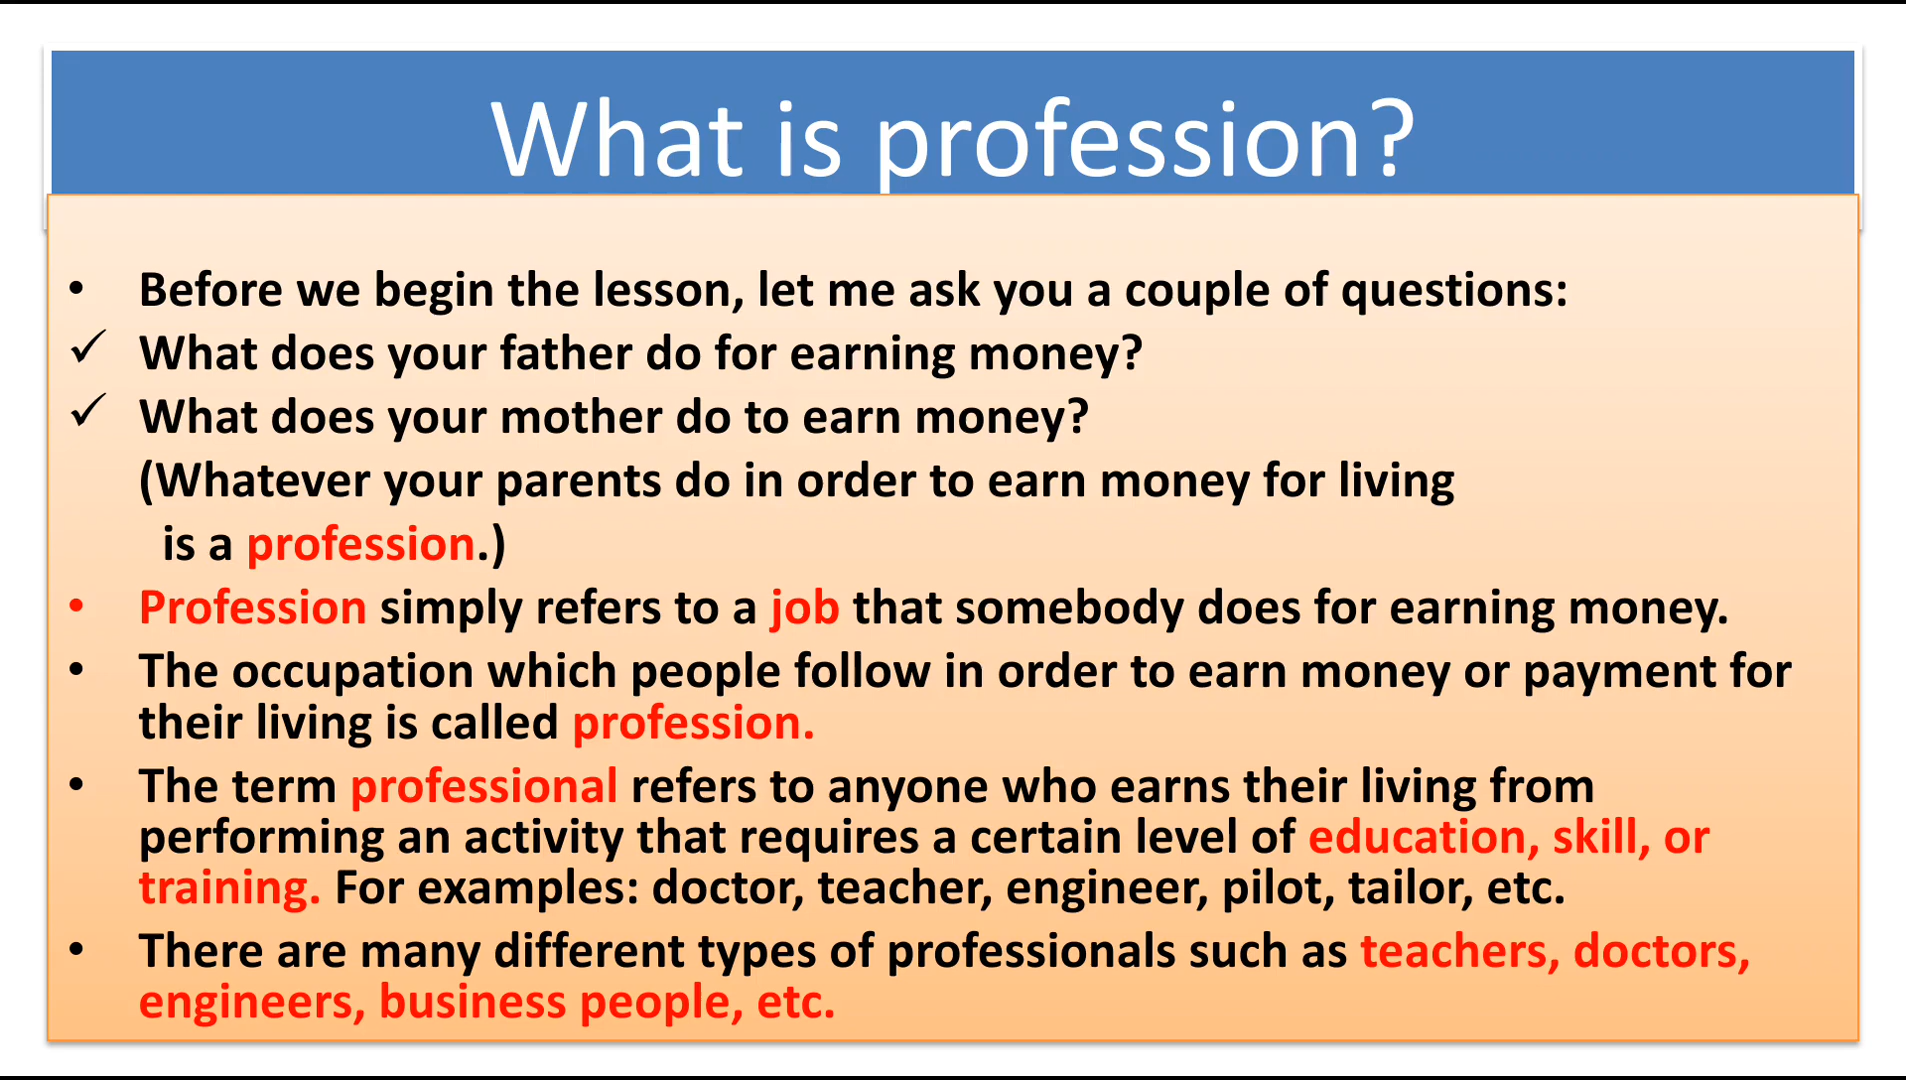 What is profession?
• Before we begin the lesson, let me ask you a couple of questions:
✓ What does your father do for earning money?
✓ What does your mother do to earn money?
(Whatever your parents do in order to earn money for living
is a profession.)
• Profession simply refers to a job that somebody does for earning money.
• The occupation which people follow in order to earn money or payment for
their living is called profession.
• The term professional refers to anyone who earns their living from
performing an activity that requires a certain level of education, skill, or
training. For examples: doctor, teacher, engineer, pilot, tailor, etc.
• There are many different types of professionals such as teachers, doctors,
engineers, business people, etc.